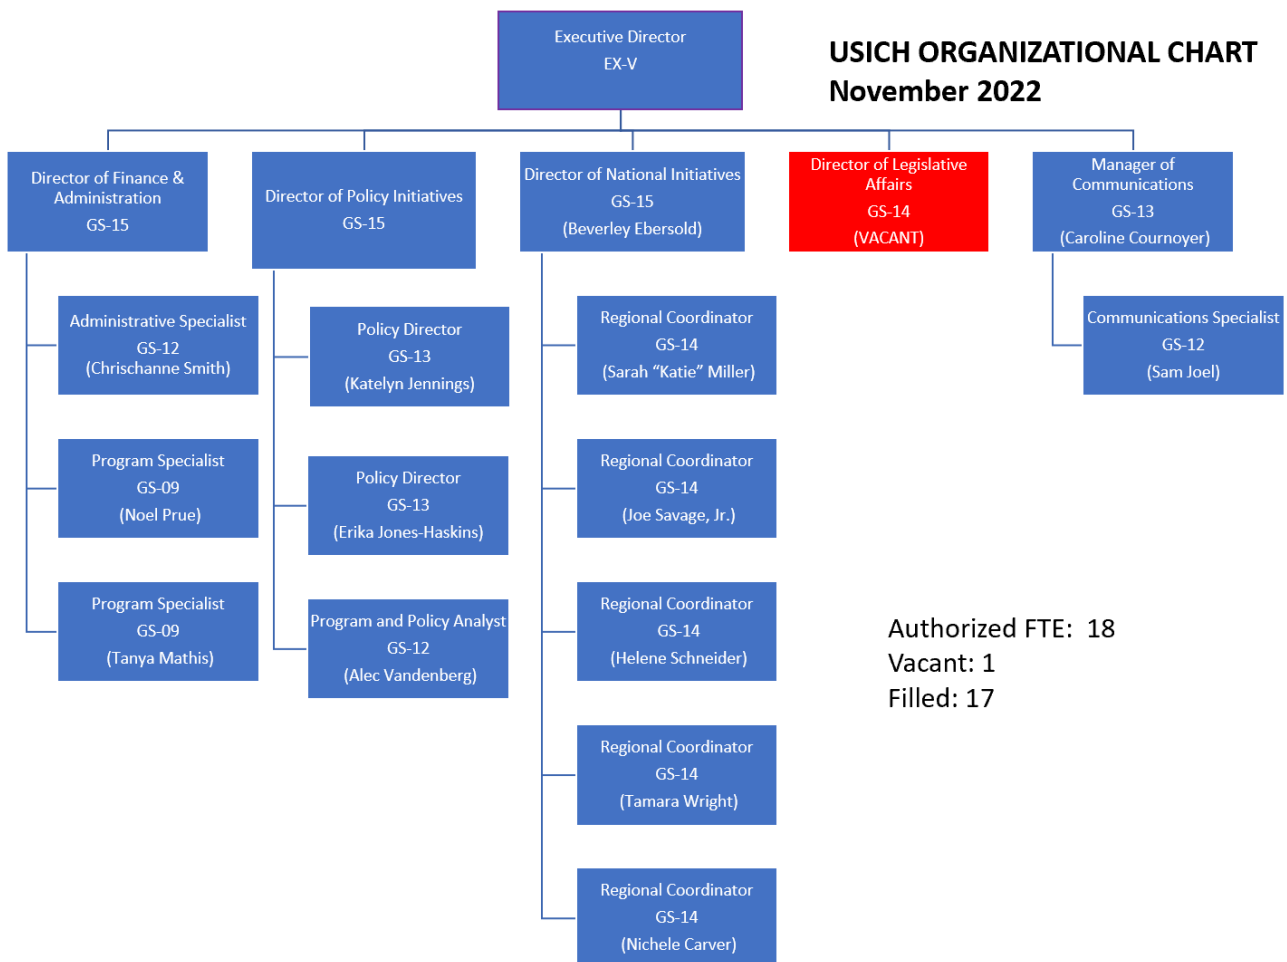 Executive Director
EX-V
USICH ORGANIZATIONAL CHART
November 2022
Director of Finance &
Administration
GS-15
Director of Policy Initiatives
GS-15
Director of National Initiatives
GS-15
(Beverley Ebersold)
Director of Legislative
Affairs
GS-14
(VACANT)
Manager of
Communications
GS-13
(Caroline Cournoyer)
Administrative Specialist
GS-12
(Chrischanne Smith)
Program Specialist
GS-09
(Noel Prue)
Program Specialist
GS-09
(Tanya Mathis)
Policy Director
GS-13
(Katelyn Jennings)
Policy Director
GS-13
(Erika Jones-Haskins)
Program and Policy Analyst
GS-12
(Alec Vandenberg)
Regional Coordinator
GS-14
(Sarah “Katie” Miller)
Regional Coordinator
GS-14
(Joe Savage, Jr.)
Regional Coordinator
GS-14
(Helene Schneider)
Regional Coordinator
GS-14
(Tamara Wright)
Regional Coordinator
GS-14
(Nichele Carver)
Communications Specialist
GS-12
(Sam Joel)
Authorized FTE: 18
Vacant: 1
Filled: 17